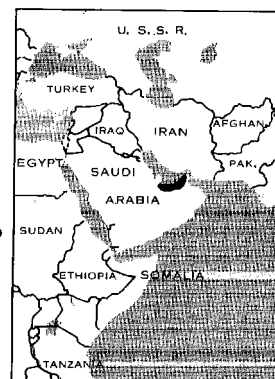 U. S. S. R.
TURKEY
IRAQ
IRAN
AFGHAN.
EGYPT
SAUDI
ARABIA
PAK.
SUDAN
ETHIOPIA
SOMALIA
TANZANIA